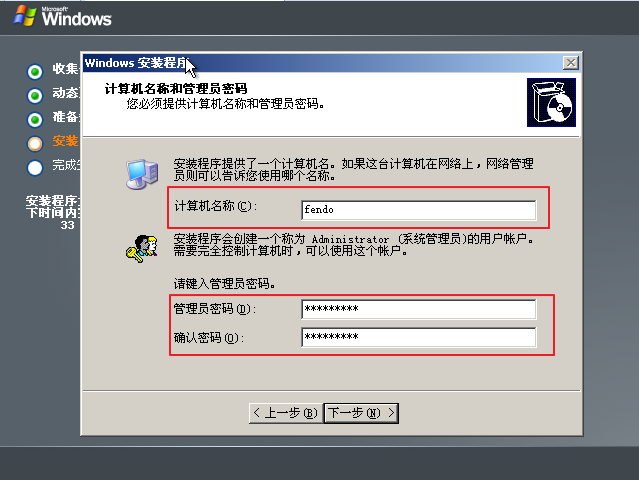 Microsoft
Windows
收集
动态
准备
安装
完成
安装程序
下时间内
33
Windows 安装程序
计算机名称和管理员密码
您必须提供计算机名称和管理员密码。
安装程序提供了一个计算机名。如果这台计算机在网络上，网络管理
员则可以告诉您使用哪个名称。
计算机名称(C):
fendo
安装程序会创建一个称为 Administrator (系统管理员)的用户帐户。
需要完全控制计算机时，可以使用这个帐户。
请键入管理员密码。
管理员密码(D):
*********
确认密码(O):
*********
< 上一步(B)
下一步(N) >